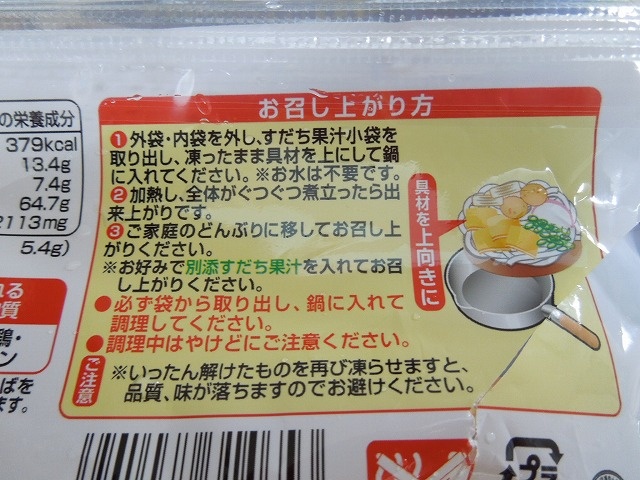 の栄養成分
379kcal
13.4g
7.4g
64.7g
2113mg
5.4g)
れる
質
鶏・
ン
ばを
ます。
お召し上がり方
❶外袋・内袋を外し、すだち果汁小袋を
取り出し、凍ったまま具材を上にして鍋
に入れてください。※お水は不要です。
❷加熱し、全体がぐつぐつ煮立ったら出
来上がりです。
❸ご家庭のどんぶりに移してお召し上
がりください。
※お好みで別添すだち果汁を入れてお召
し上がりください。
●必ず袋から取り出し、鍋に入れて
調理してください。
●調理中はやけどにご注意ください。
ご注意
※いったん解けたものを再び凍らせますと、
品質、味が落ちますのでお避けください。
具材を上向きに
プラ